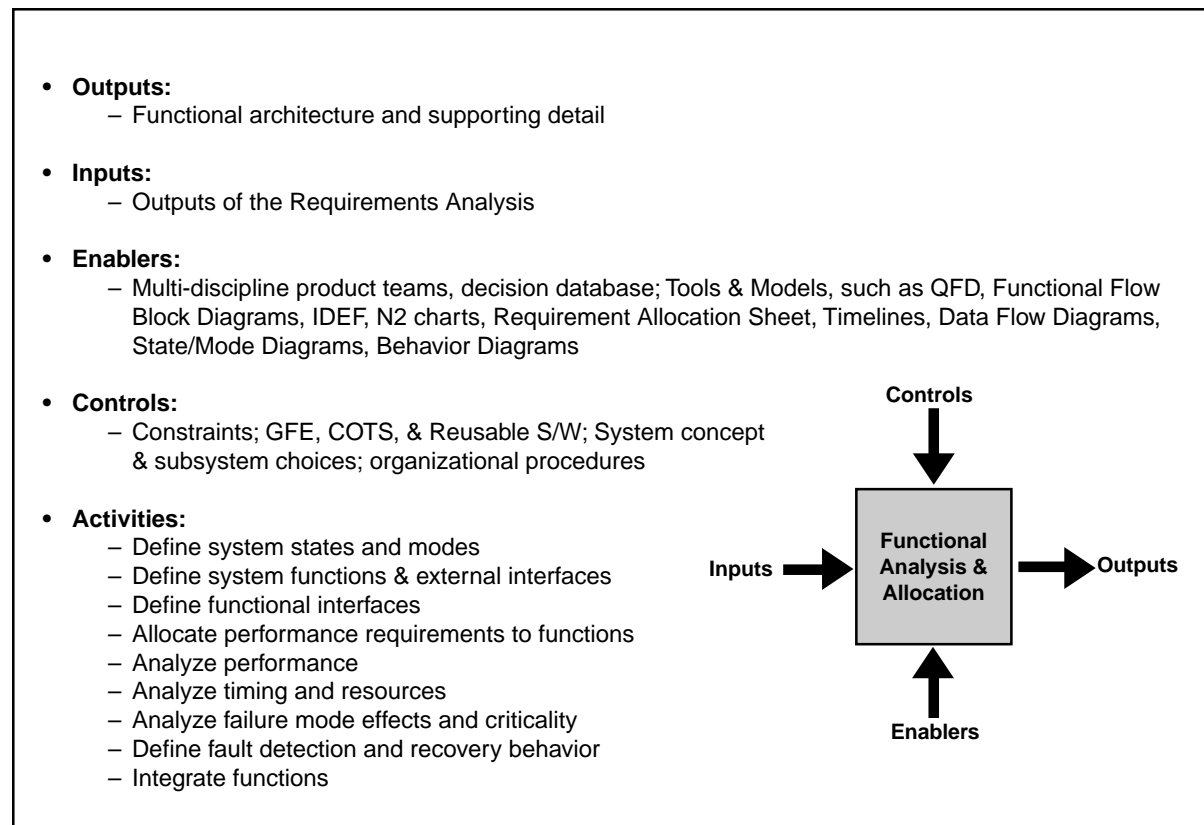 • Outputs:
– Functional architecture and supporting detail
• Inputs:
– Outputs of the Requirements Analysis
• Enablers:
– Multi-discipline product teams, decision database; Tools & Models, such as QFD, Functional Flow
Block Diagrams, IDEF, N2 charts, Requirement Allocation Sheet, Timelines, Data Flow Diagrams,
State/Mode Diagrams, Behavior Diagrams
• Controls:
– Constraints; GFE, COTS, & Reusable S/W; System concept
& subsystem choices; organizational procedures
• Activities:
– Define system states and modes
– Define system functions & external interfaces
– Define functional interfaces
– Allocate performance requirements to functions
– Analyze performance
– Analyze timing and resources
– Analyze failure mode effects and criticality
– Define fault detection and recovery behavior
– Integrate functions
Controls
Inputs
Functional
Analysis &
Allocation
Outputs
Enablers